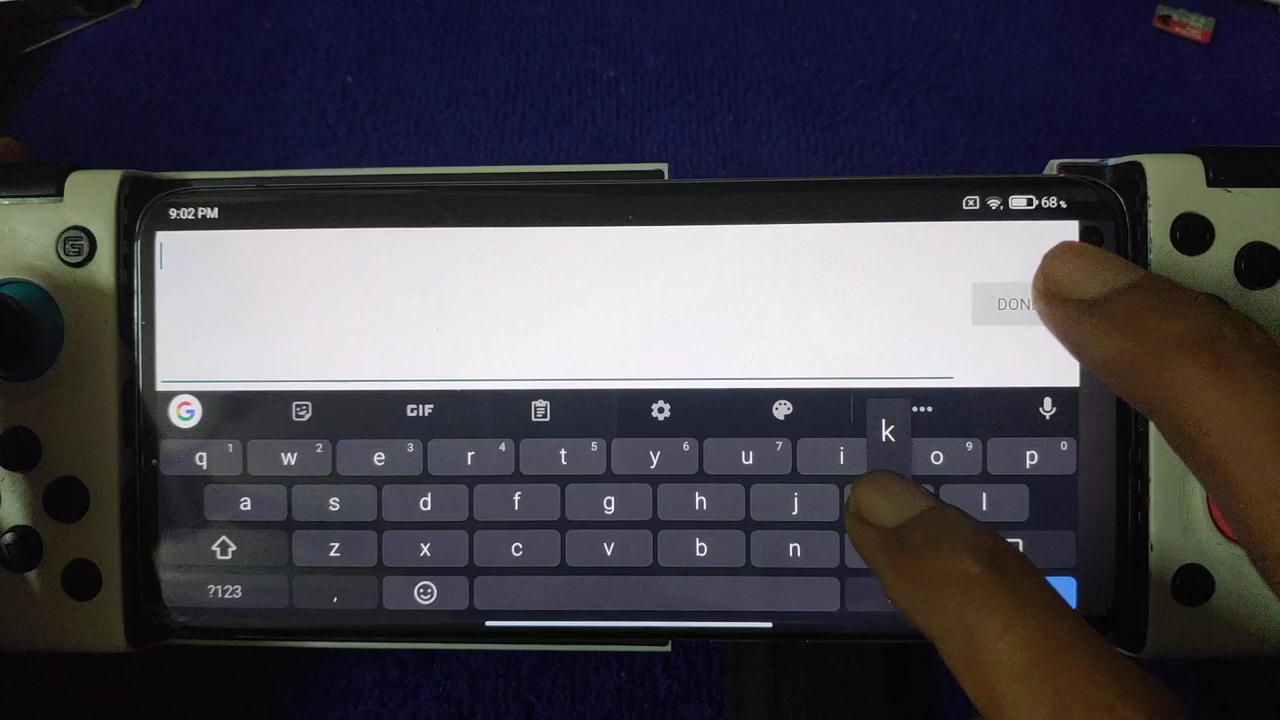 9:02 PM 68%
DONE
GIF
k
q 1 w 2 e 3 r 4 t 5 y 6 u 7 i o 9 p 0
a s d f g h j l
z x c v b n
?123 ,